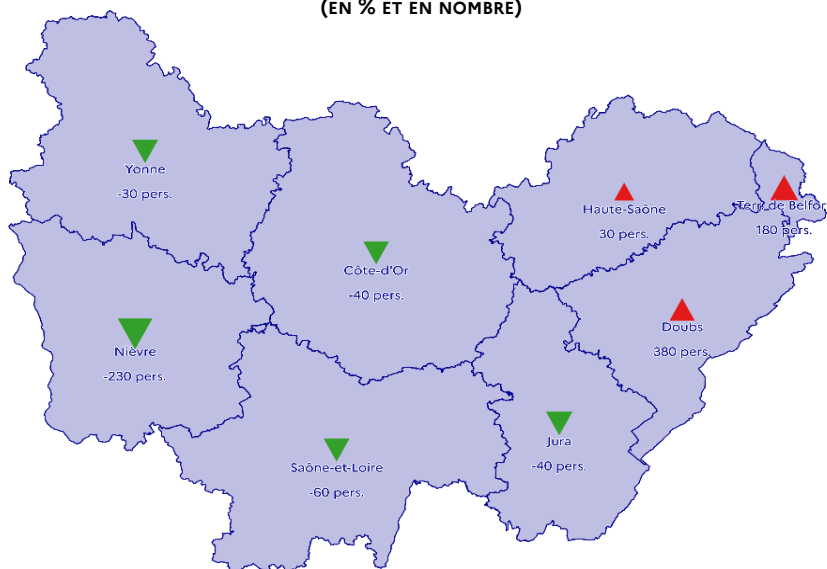 (EN % ET EN NOMBRE)
Yonne
-30 pers.
Haute-Saône
30 pers.
Terr. de Belfor
180 pers.
Côte-d'Or
-40 pers.
Doubs
380 pers.
Nièvre
-230 pers.
Jura
-40 pers.
Saône-et-Loire
-60 pers.